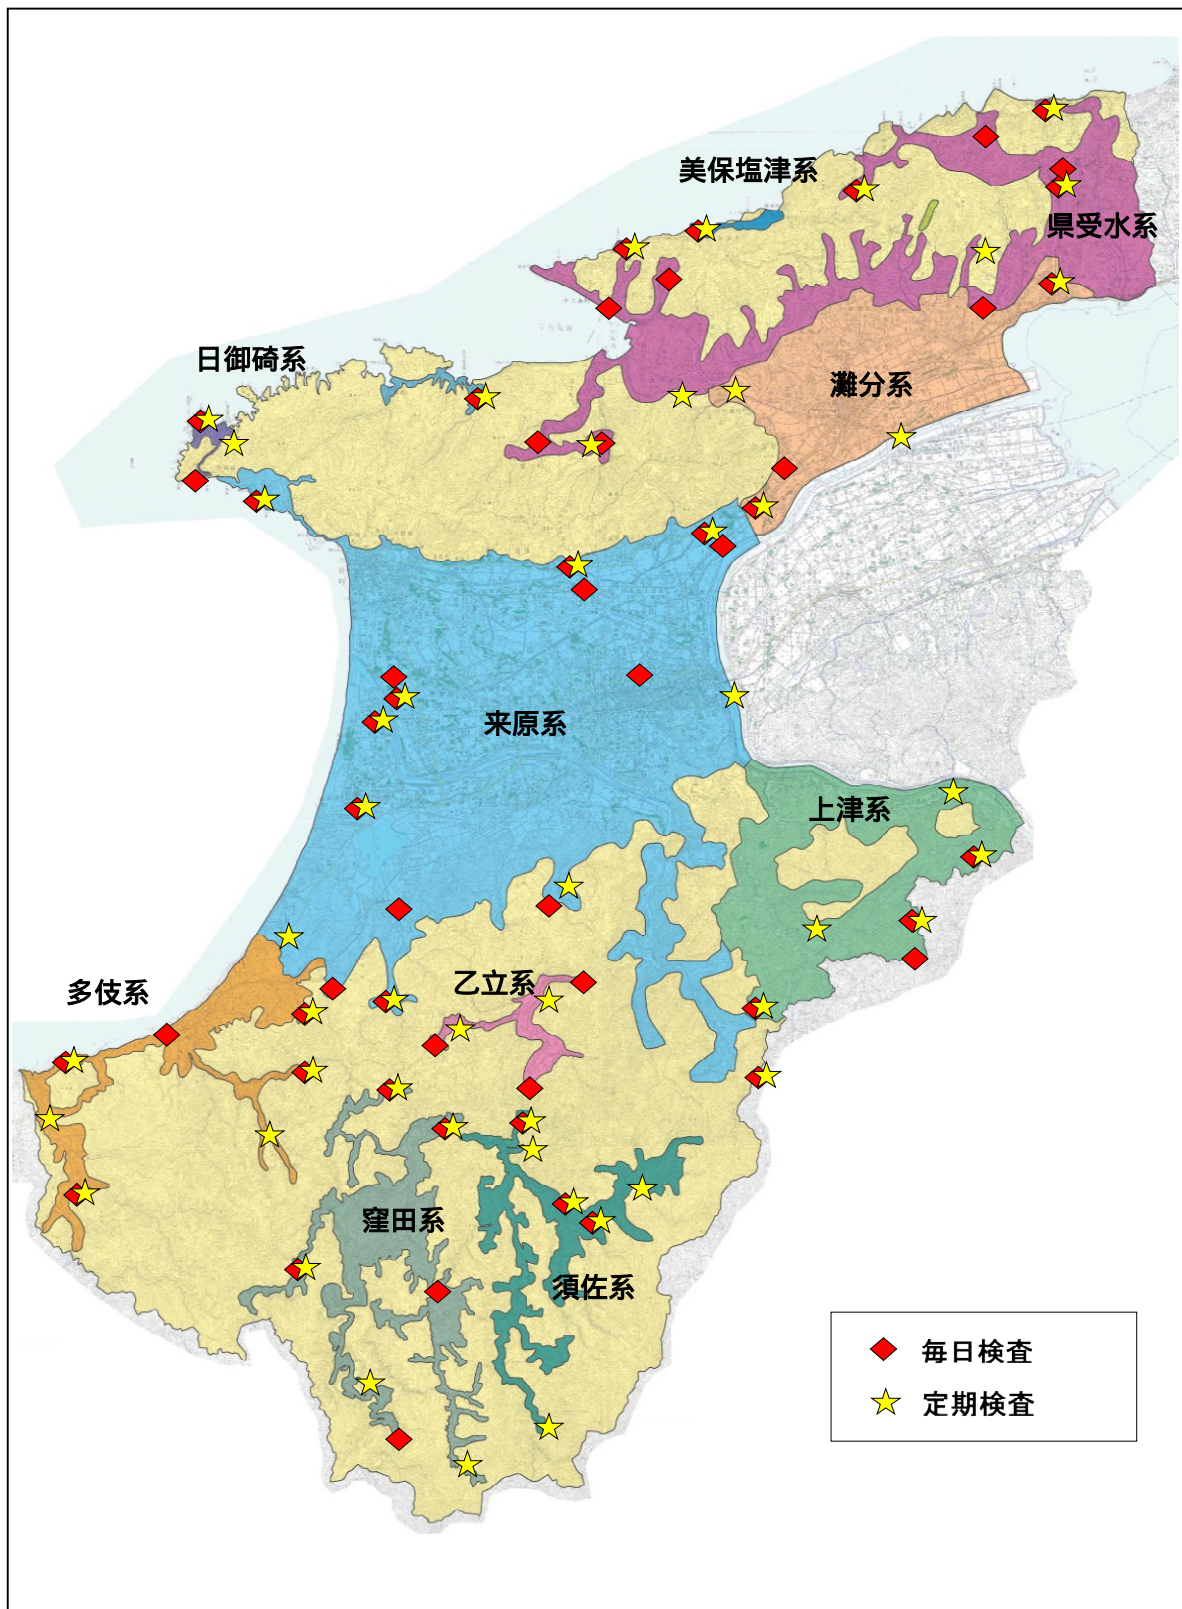 美保塩津系
県受水系
日御碕系
灘分系
来原系
上津系
多伎系
乙立系
窪田系
須佐系
毎日検査
定期検査